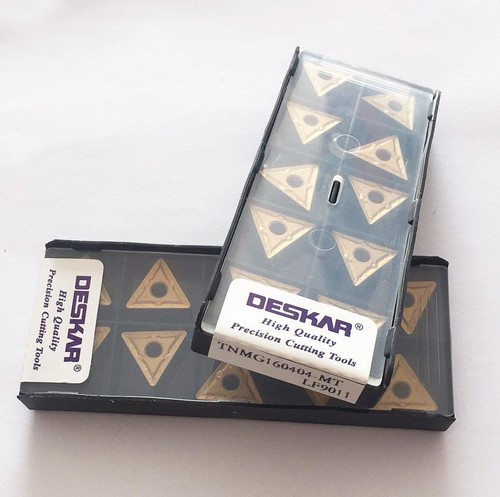 DESKAR®
High Quality
Precision Cutting Tools
TNMG160404-MT
LF9011
DESKAR®
High Quality
Precision Cutting Tools